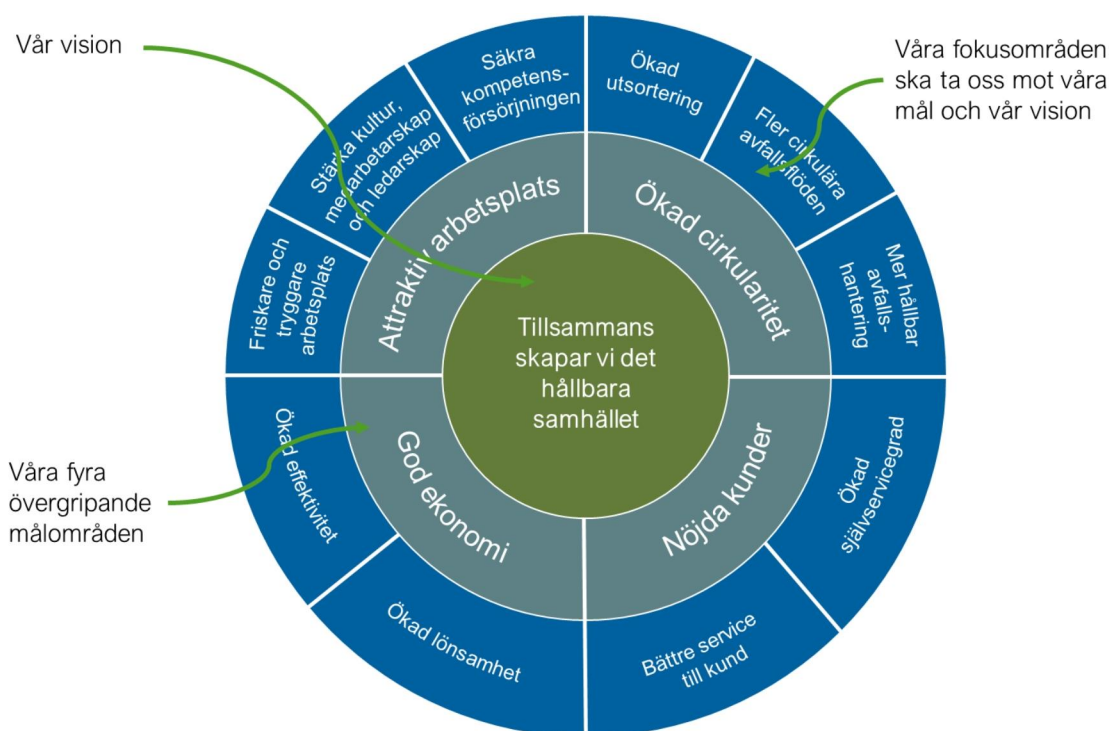 Vår vision
Våra fokusområden
ska ta oss mot våra
mål och vår vision
Våra fyra
övergripande
målområden
Tillsammans
skapar vi det
hållbara
samhället
Attraktiv arbetsplats
Ökad cirkularitet
Nöjda kunder
God ekonomi
Friskare och
tryggare
arbetsplats
Stärka kultur,
medarbetarskap
och ledarskap
Säkra
kompetens-
försörjningen
Ökad
utsortering
Fler cirkulära
avfallsflöden
Mer hållbar
avfalls-
hantering
Ökad
självservicegrad
Bättre service
till kund
Ökad lönsamhet
Ökad effektivitet